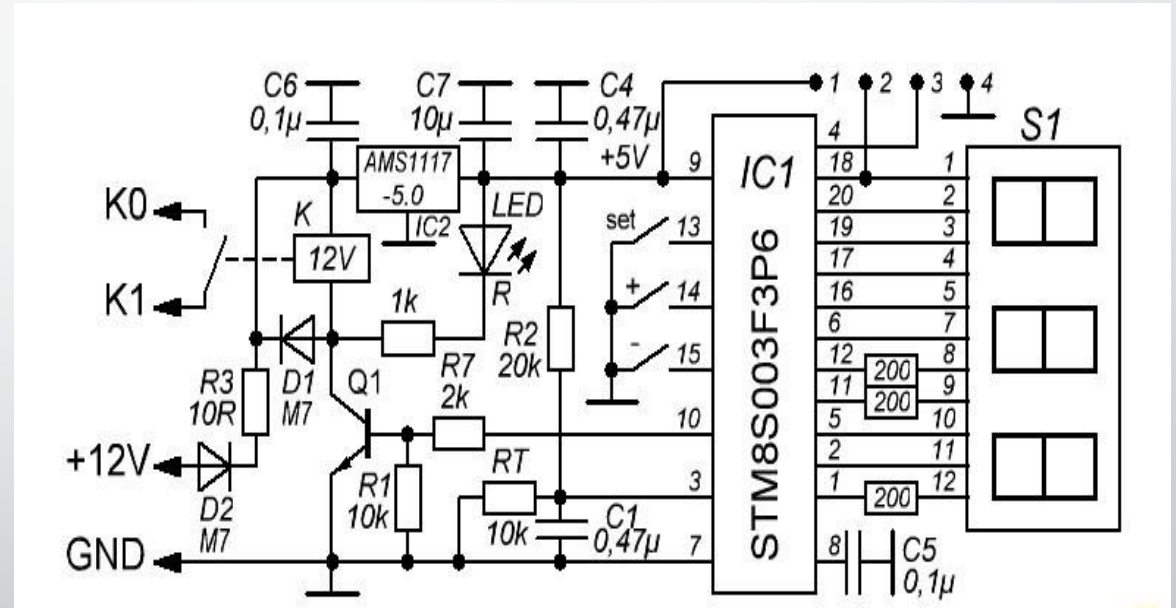 C6
0,1µ
C7
10µ
C4
0,47µ
1 2 3 4
S1
AMS1117
-5.0
IC2
+5V
9
IC1
K0
K1
K
12V
LED
R
1k
set
13
+
14
-
15
R2
20k
R3
10R
D1
M7
Q1
R7
2k
10
+12V
D2
M7
GND
R1
10k
RT
10k
C1
0,47µ
3
7
STM8S003F3P6
4
18 1
20 2
19 3
17 4
16 5
6 7
12 200 8
11 200 9
5 10
2 11
1 200 12
8
C5
0,1µ